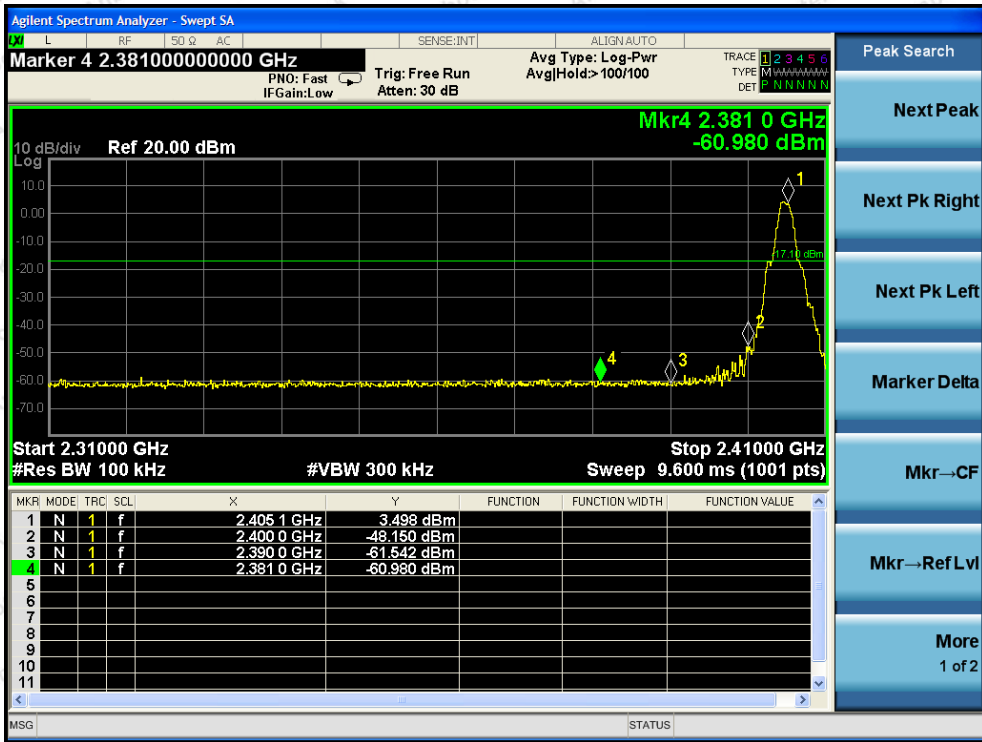 Agilent Spectrum Analyzer - Swept SA
LXI L RF 50 Ω AC SENSE:INT ALIGN AUTO
Marker 4 2.381000000000 GHz
PNO: Fast
IFGain:Low
Trig: Free Run
Atten: 30 dB
Avg Type: Log-Pwr
Avg|Hold:> 100/100
TRACE 1 2 3 4 5 6
TYPE M WWWWW
DET P N N N N N
Mkr4 2.381 0 GHz
-60.980 dBm
10 dB/div Ref 20.00 dBm
Log
10.0
0.00
-10.0
-20.0
-30.0
-40.0
-50.0
-60.0
-70.0
1
-17.10 dBm
2
3
4
Start 2.31000 GHz Stop 2.41000 GHz
#Res BW 100 kHz #VBW 300 kHz Sweep 9.600 ms (1001 pts)
MKR MODE TRC SCL X Y FUNCTION FUNCTION WIDTH FUNCTION VALUE
1 N 1 f 2.405 1 GHz 3.498 dBm
2 N 1 f 2.400 0 GHz -48.150 dBm
3 N 1 f 2.390 0 GHz -61.542 dBm
4 N 1 f 2.381 0 GHz -60.980 dBm
5
6
7
8
9
10
11
MSG STATUS
Peak Search
Next Peak
Next Pk Right
Next Pk Left
Marker Delta
Mkr→CF
Mkr→Ref Lvl
More
1 of 2